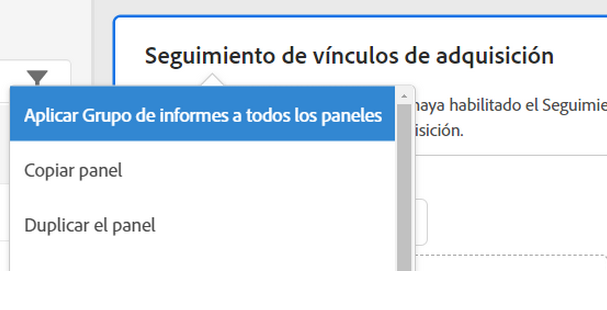 Seguimiento de vínculos de adquisición
haya habilitado el Seguimie
isición.
Aplicar Grupo de informes a todos los paneles
Copiar panel
Duplicar el panel